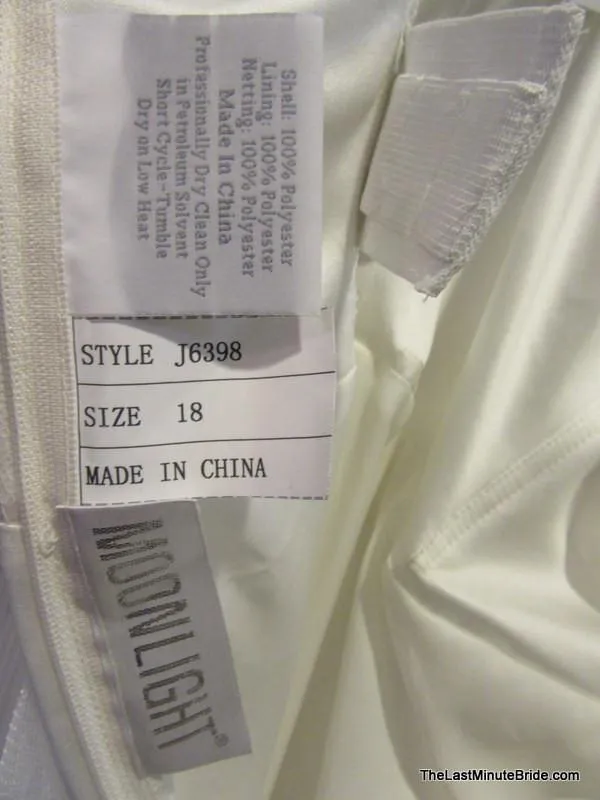 Shell: 100% Polyester
Lining: 100% Polyester
Netting: 100% Polyester
Made In China
Professionally Dry Clean Only
in Petroleum Solvent
Short Cycle-Tumble
Dry on Low Heat
STYLE J6398
SIZE 18
MADE IN CHINA
MOONLIGHT®
TheLastMinuteBride.com